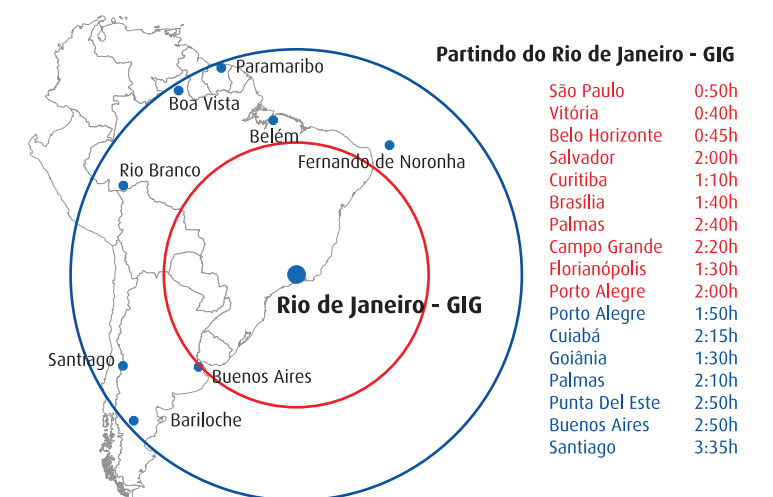 Paramaribo
Boa Vista
Belém
Fernando de Noronha
Rio Branco
Rio de Janeiro - GIG
Santiago
Buenos Aires
Bariloche
Partindo do Rio de Janeiro - GIG
São Paulo 0:50h
Vitória 0:40h
Belo Horizonte 0:45h
Salvador 2:00h
Curitiba 1:10h
Brasília 1:40h
Palmas 2:40h
Campo Grande 2:20h
Florianópolis 1:30h
Porto Alegre 2:00h
Porto Alegre 1:50h
Cuiabá 2:15h
Goiânia 1:30h
Palmas 2:10h
Punta Del Este 2:50h
Buenos Aires 2:50h
Santiago 3:35h